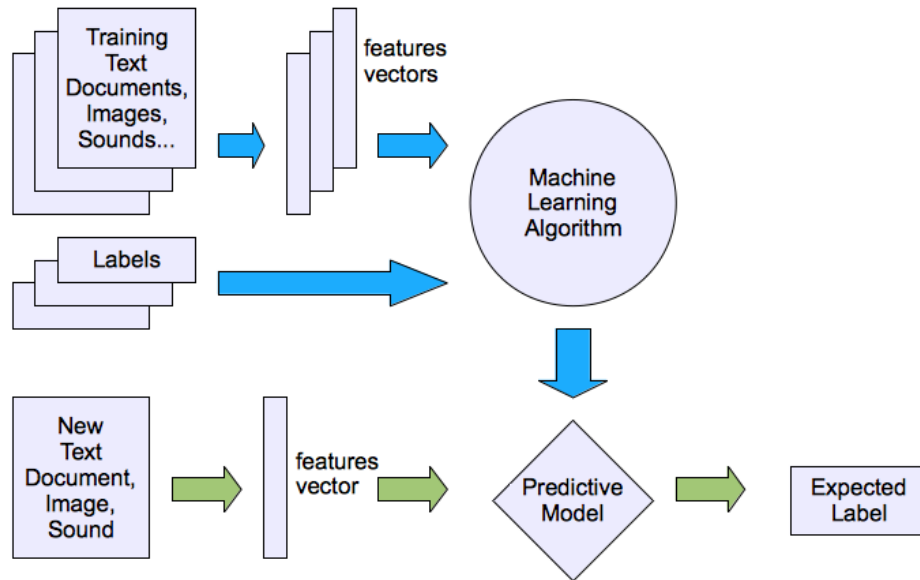 Training
Text
Documents,
Images,
Sounds...
features
vectors
Machine
Learning
Algorithm
Labels
New
Text
Document,
Image,
Sound
features
vector
Predictive
Model
Expected
Label